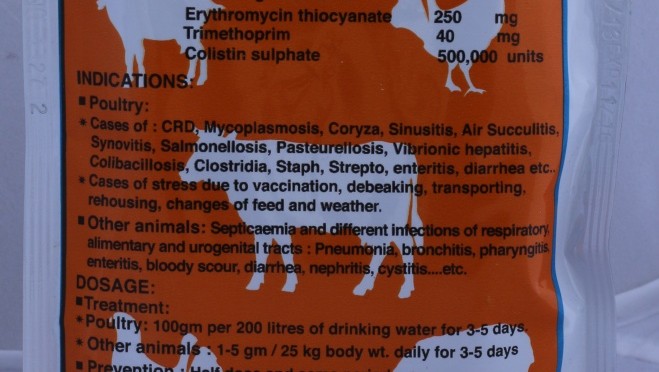 Erythromycin thiocyanate 250 mg
Trimethoprim 40 mg
Colistin sulphate 500,000 units
INDICATIONS:
■ Poultry:
* Cases of : CRD, Mycoplasmosis, Coryza, Sinusitis, Air Succulitis,
Synovitis, Salmonellosis, Pasteurellosis, Vibrionic hepatitis,
Colibacillosis, Clostridia, Staph, Strepto, enteritis, diarrhea etc..
* Cases of stress due to vaccination, debeaking, transporting,
rehousing, changes of feed and weather.
■ Other animals: Septicaemia and different infections of respiratory,
alimentary and urogenital tracts : Pneumonia, bronchitis, pharyngitis,
enteritis, bloody scour, diarrhea, nephritis, cystitis....etc.
DOSAGE:
■ Treatment:
* Poultry: 100gm per 200 litres of drinking water for 3-5 days.
* Other animals : 1-5 gm / 25 kg body wt. daily for 3-5 days
■ Prevention : Half dose and same